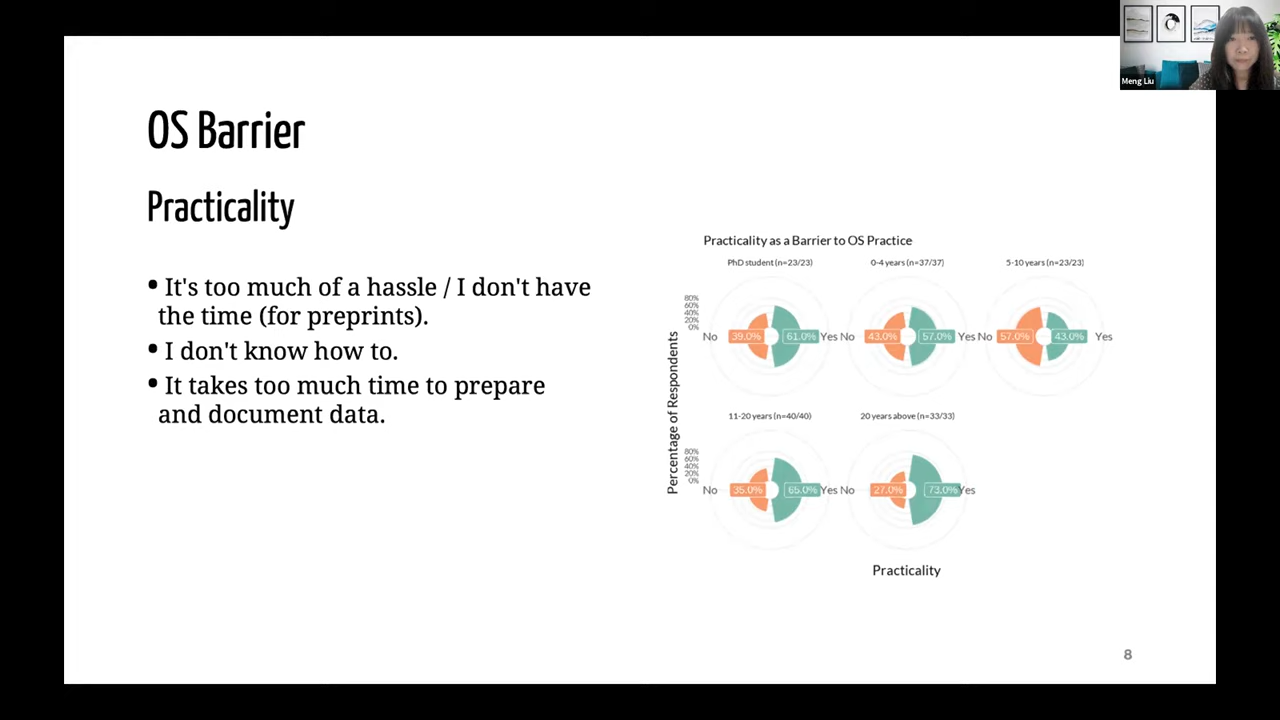 Meng Liu
OS Barrier
Practicality
• It's too much of a hassle / I don't have
the time (for preprints).
• I don't know how to.
• It takes too much time to prepare
and document data.
Practicality as a Barrier to OS Practice
PhD student (n=23/23)
0-4 years (n=37/37)
5-10 years (n=23/23)
80%
60%
40%
20%
0%
No 39.0% 61.0% Yes
No 43.0% 57.0% Yes
No 57.0% 43.0% Yes
11-20 years (n=40/40)
20 years above (n=33/33)
80%
60%
40%
20%
0%
No 35.0% 65.0% Yes
No 27.0% 73.0% Yes
Percentage of Respondents
Practicality
8